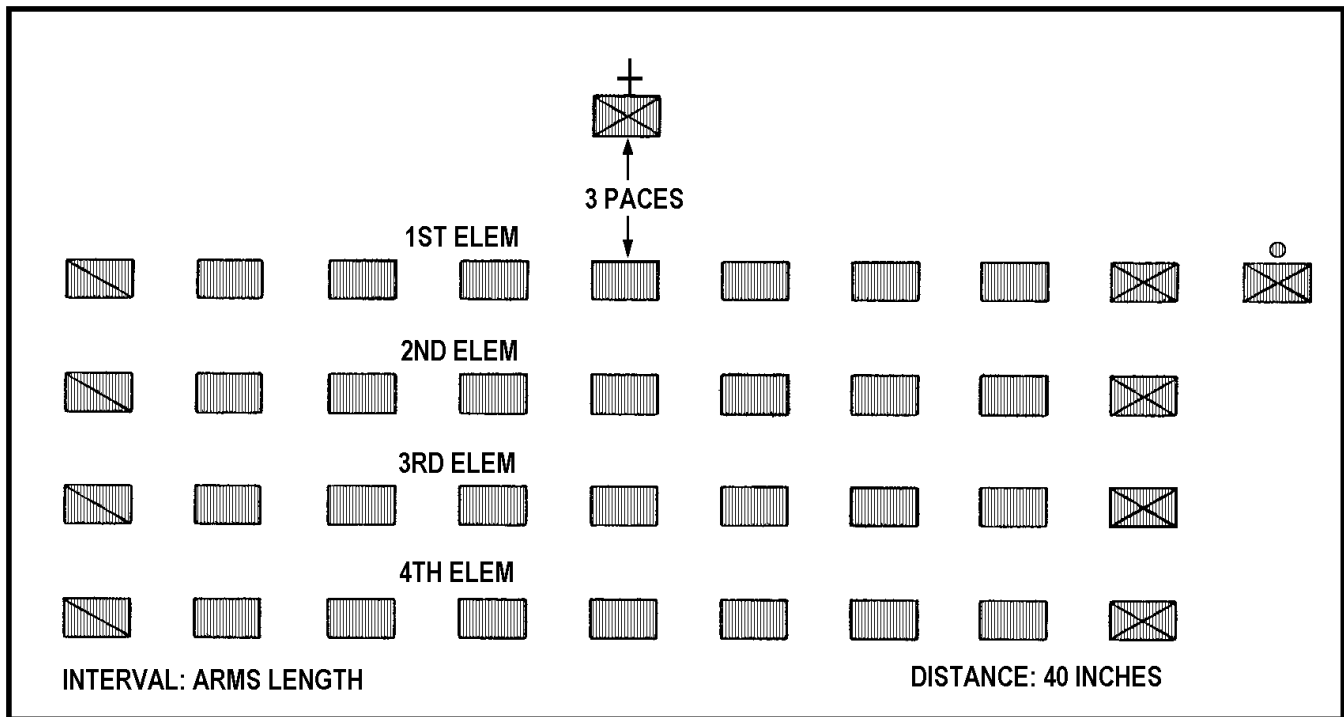 3 PACES
1ST ELEM
2ND ELEM
3RD ELEM
4TH ELEM
INTERVAL: ARMS LENGTH
DISTANCE: 40 INCHES